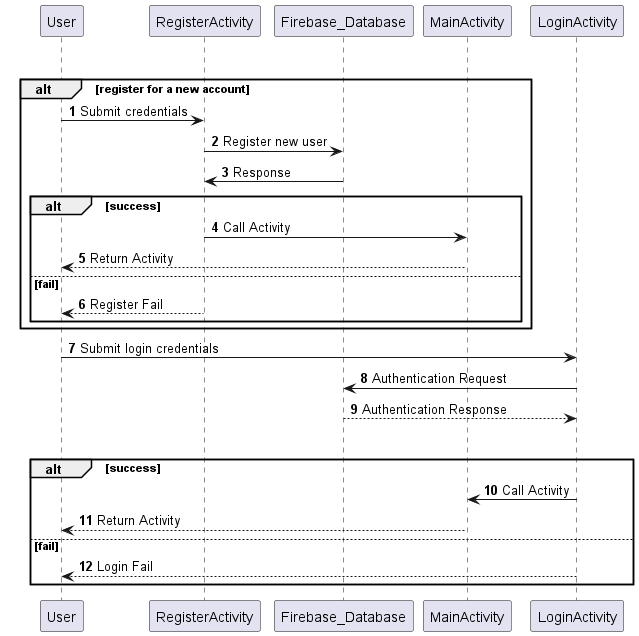 User RegisterActivity Firebase_Database MainActivity LoginActivity
alt [register for a new account]
1 Submit credentials
2 Register new user
3 Response
alt [success]
4 Call Activity
5 Return Activity
[fail]
6 Register Fail
7 Submit login credentials
8 Authentication Request
9 Authentication Response
alt [success]
10 Call Activity
11 Return Activity
[fail]
12 Login Fail
User RegisterActivity Firebase_Database MainActivity LoginActivity